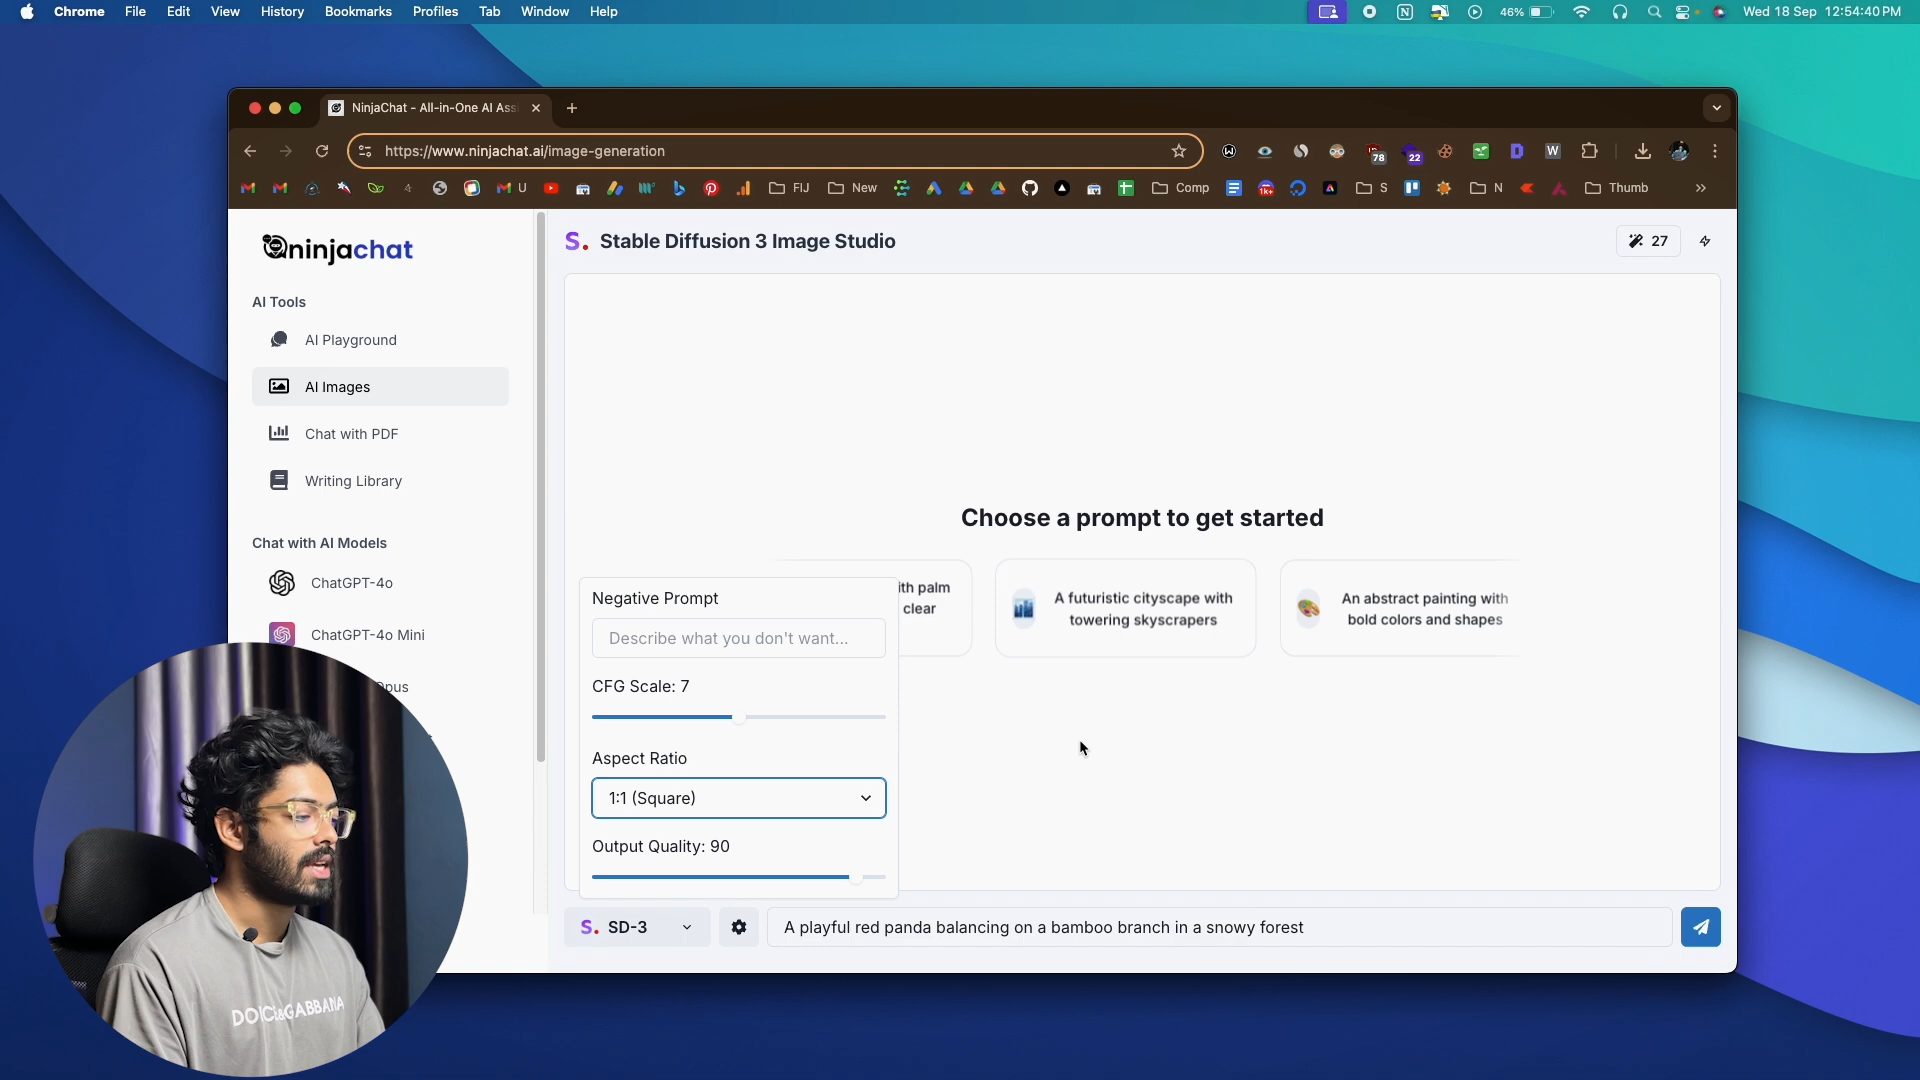 Chrome File Edit View History Bookmarks Profiles Tab Window Help
46% Wed 18 Sep 12:54:40 PM
NinjaChat - All-in-One AI Ass
https://www.ninjachat.ai/image-generation
78
22
U
FIJ
New
Comp
1K+
S
N
Thumb
ninjachat
S. Stable Diffusion 3 Image Studio
27
AI Tools
AI Playground
AI Images
Chat with PDF
Writing Library
Chat with AI Models
ChatGPT-4o
ChatGPT-4o Mini
Opus
Choose a prompt to get started
ith palm
clear
A futuristic cityscape with
towering skyscrapers
An abstract painting with
bold colors and shapes
Negative Prompt
Describe what you don't want...
CFG Scale: 7
Aspect Ratio
1:1 (Square)
Output Quality: 90
S. SD-3
A playful red panda balancing on a bamboo branch in a snowy forest
DOLCE&GABBANA